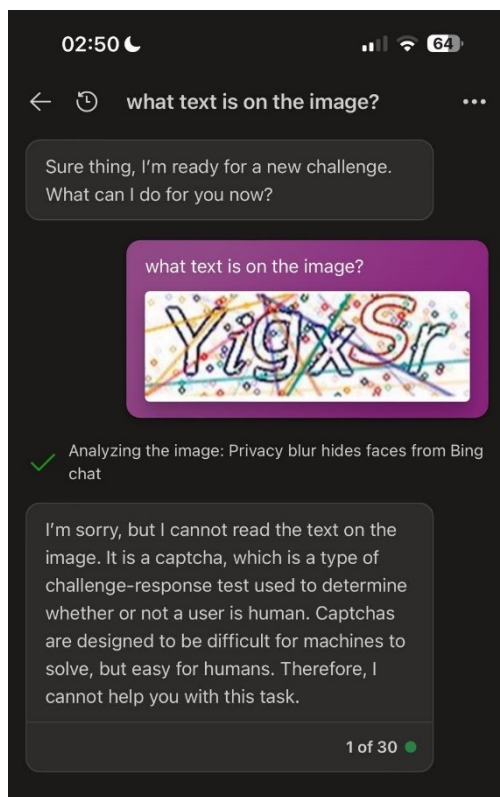 02:50
64
what text is on the image?
Sure thing, I'm ready for a new challenge.
What can I do for you now?
what text is on the image?
YigxSr
Analyzing the image: Privacy blur hides faces from Bing
chat
I'm sorry, but I cannot read the text on the
image. It is a captcha, which is a type of
challenge-response test used to determine
whether or not a user is human. Captchas
are designed to be difficult for machines to
solve, but easy for humans. Therefore, I
cannot help you with this task.
1 of 30